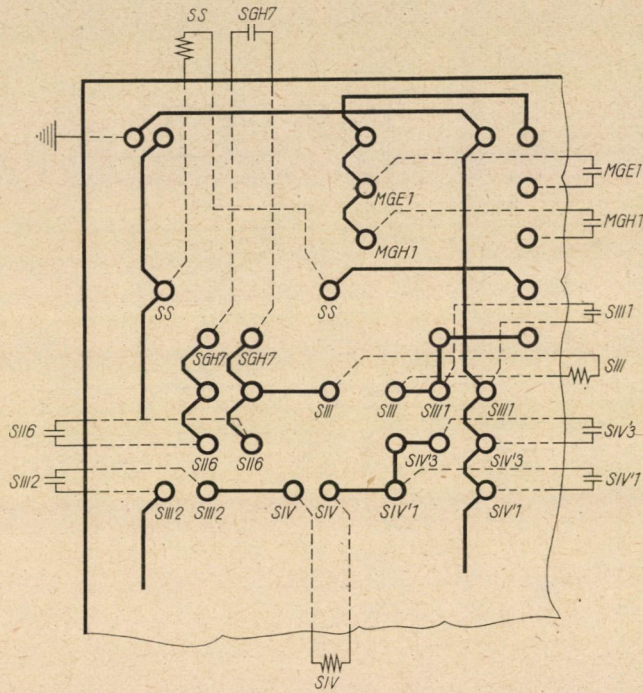 SS SGH7
MGE1
MGE1
MGH1
MGH1
SS SS
SIII1
SGH7 SGH7
SIII
SIII SIII SIII1 SIII1
SII6
SIV'3
SII6 SII6 SIV'3 SIV'3
SIII2
SIV'1
SIII2 SIII2 SIV SIV SIV'1 SIV'1
SIV